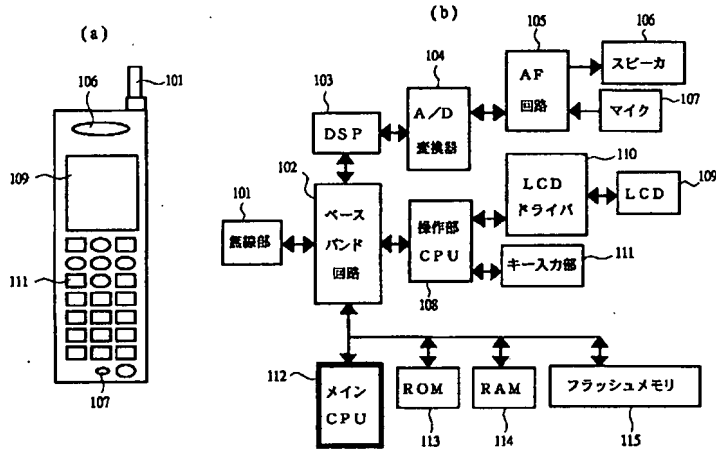 (a)
101
106
109
111
107
(b)
105
106
AF
回路
スピーカ
マイク
107
104
A/D
変換器
103
DSP
102
ベース
バンド
回路
101
無線部
110
LCD
ドライバ
LCD
109
操作部
CPU
108
キー入力部
111
112
メイン
CPU
ROM
113
RAM
114
フラッシュメモリ
115